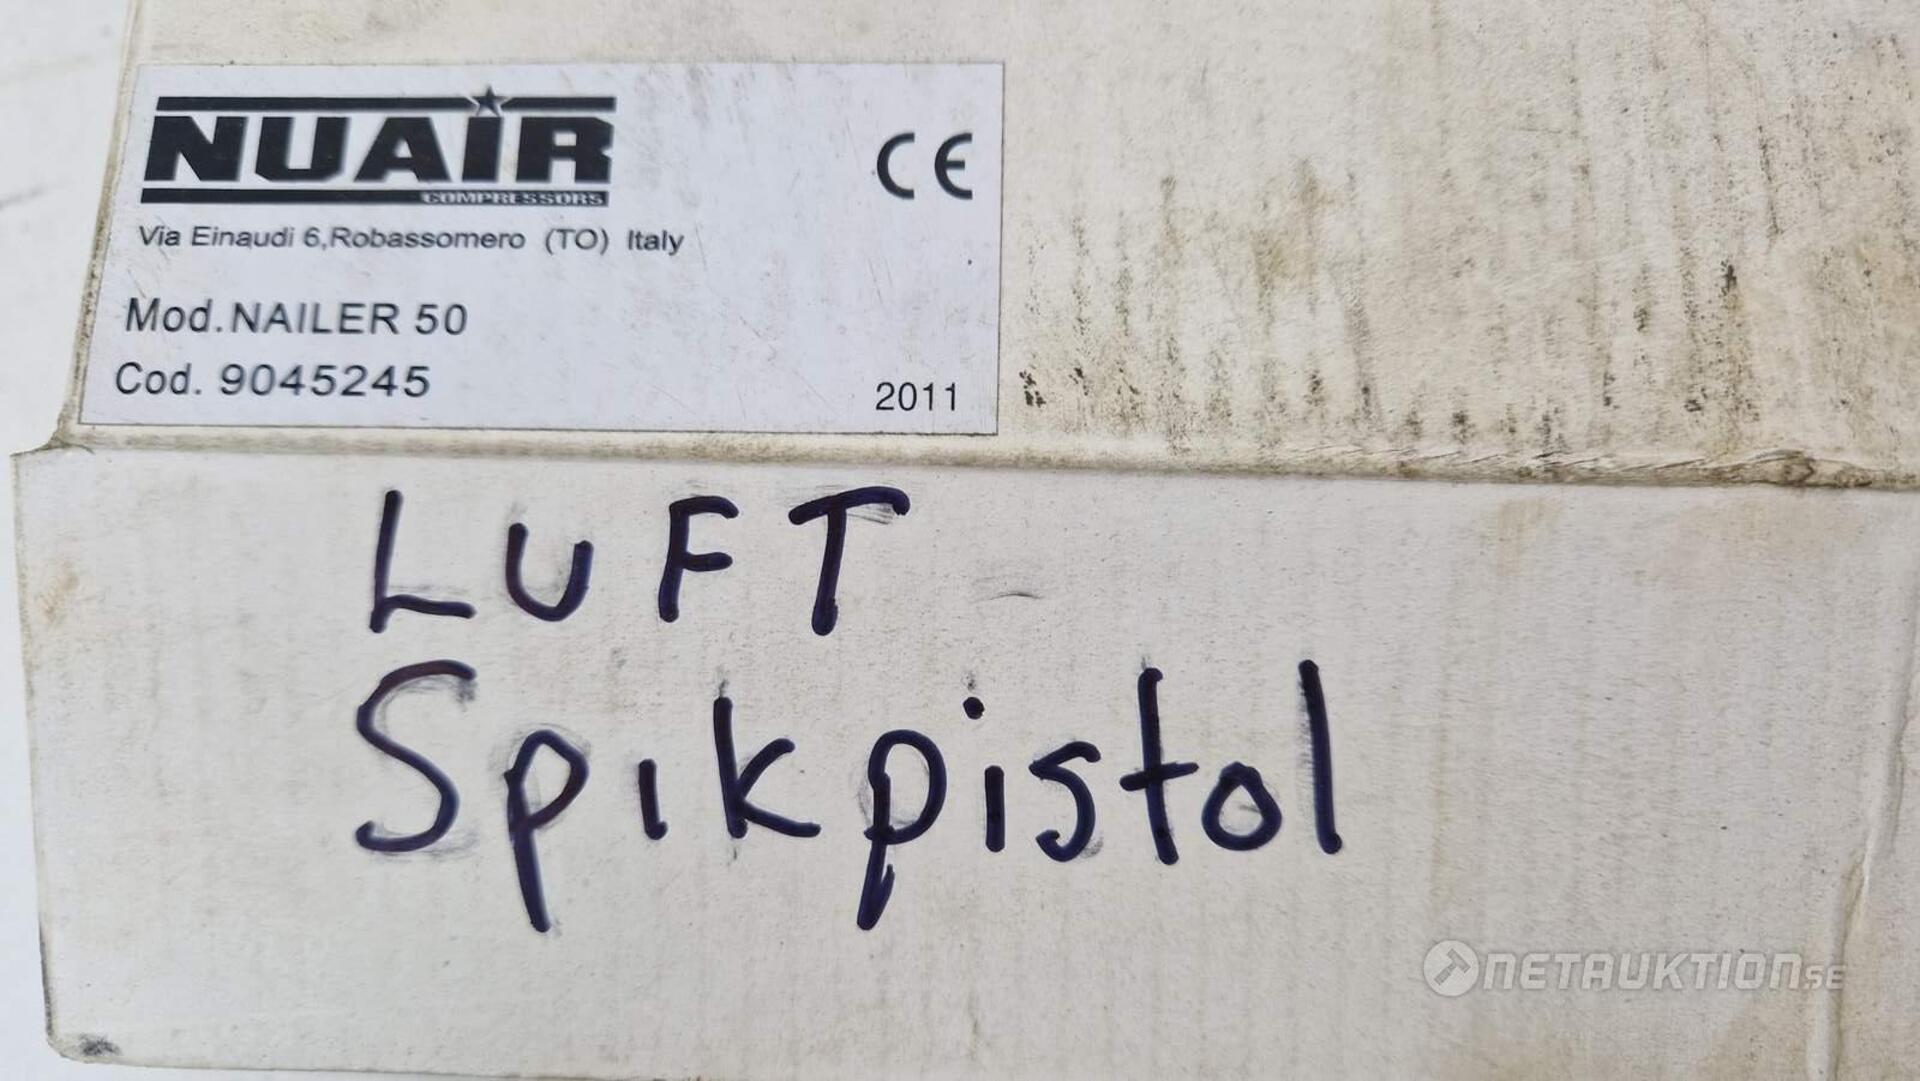 NUAIR
COMPRESSORS
CE
Via Einaudi 6,Robassomero (TO) Italy
Mod.NAILER 50
Cod. 9045245
2011
LUFT
Spikpistol
NETAUKTION.SE